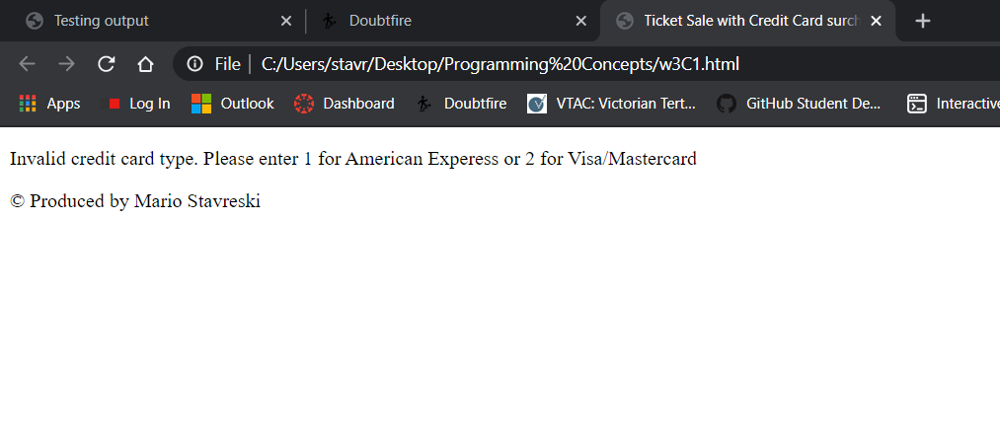 Testing output
Doubtfire
Ticket Sale with Credit Card surch
File | C:/Users/stavr/Desktop/Programming%20Concepts/w3C1.html
Apps Log In Outlook Dashboard Doubtfire VTAC: Victorian Tert... GitHub Student De... Interactive
Invalid credit card type. Please enter 1 for American Experess or 2 for Visa/Mastercard
© Produced by Mario Stavreski